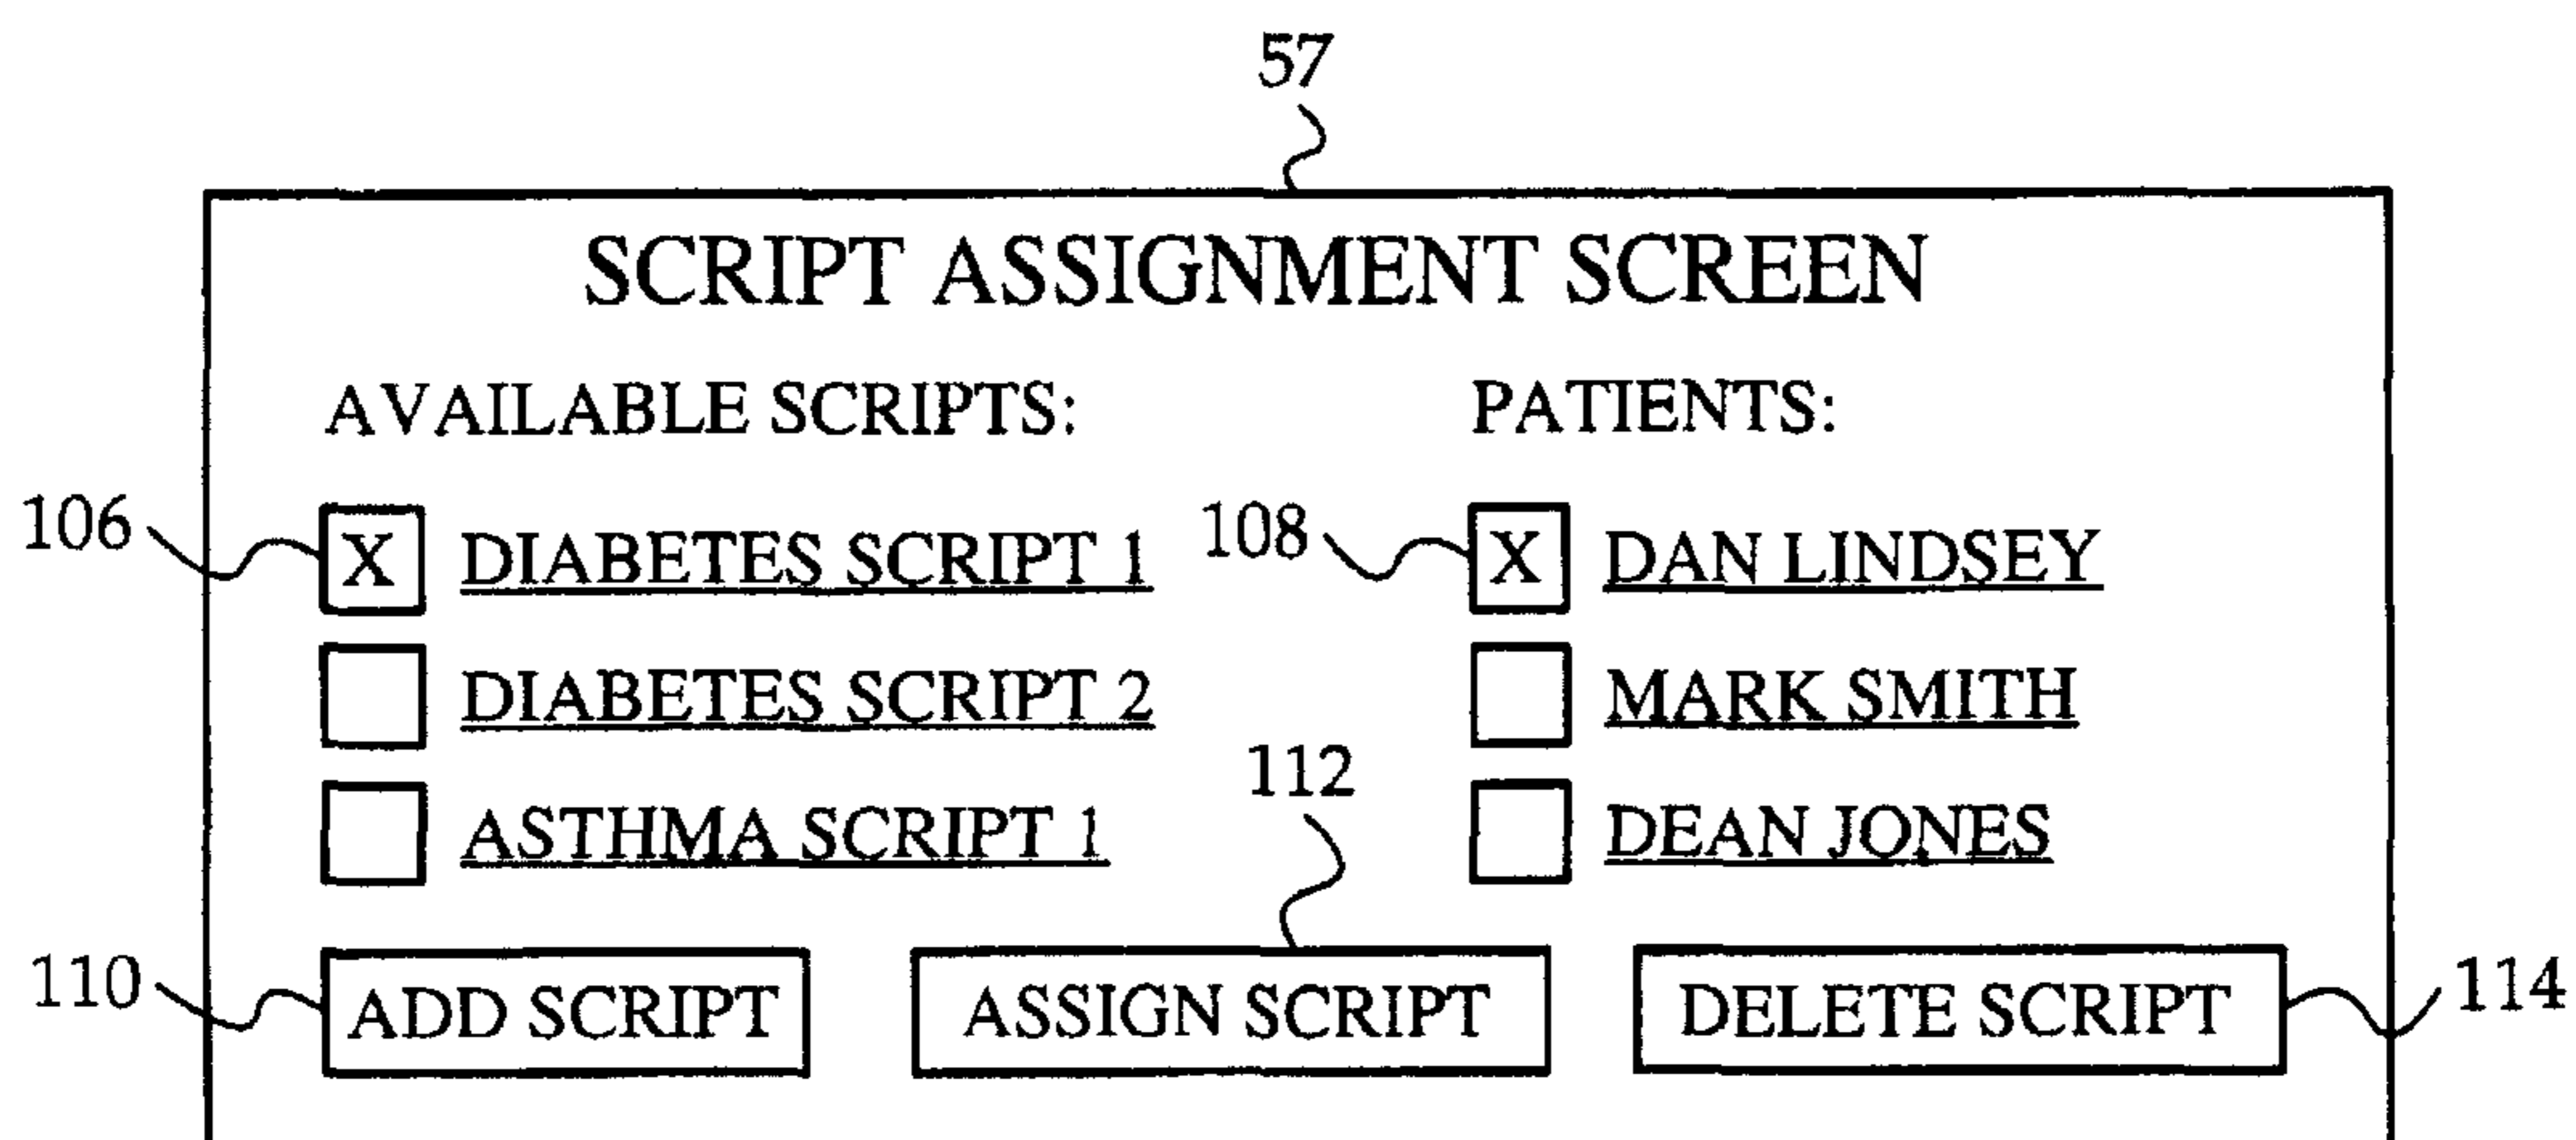 57
SCRIPT ASSIGNMENT SCREEN
AVAILABLE SCRIPTS: PATIENTS:
106 X DIABETES SCRIPT 1 108 X DAN LINDSEY
DIABETES SCRIPT 2 MARK SMITH
112
ASTHMA SCRIPT 1 DEAN JONES
110 ADD SCRIPT ASSIGN SCRIPT DELETE SCRIPT 114